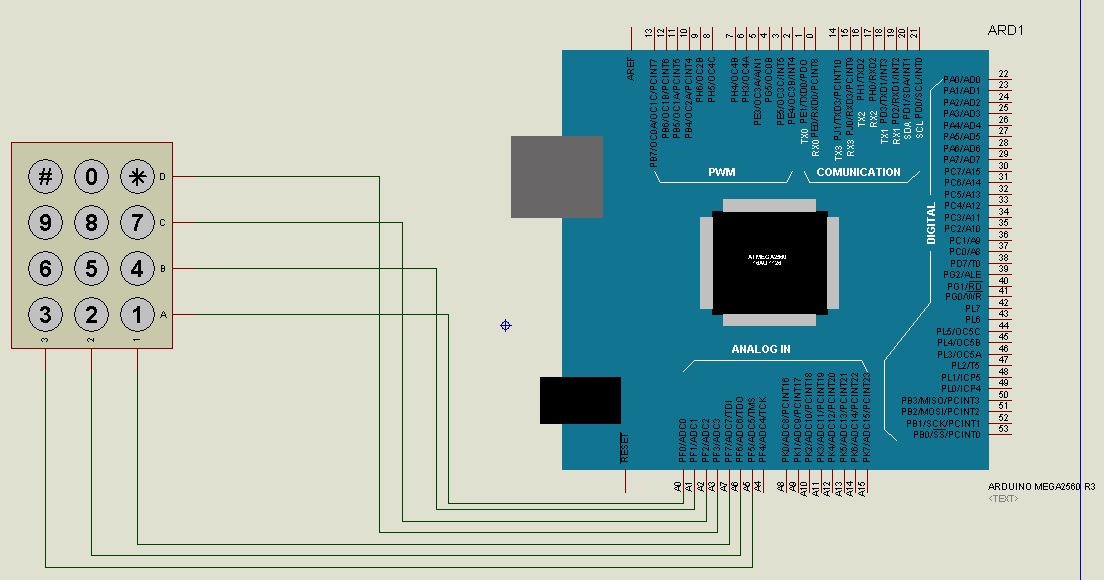 ARD1
AREF
13
12
11
10
9
8
7
6
5
4
3
2
1
0
14
15
16
17
18
19
20
21
PB7/OC0A/OC1C/PCINT7
PB6/OC1B/PCINT6
PB5/OC1A/PCINT5
PB4/OC2A/PCINT4
PH6/OC2B
PH5/OC4C
PH4/OC4B
PH3/OC4A
PE3/OC3A/AIN1
PG5/OC0B
PE5/OC3C/INT5
PE4/OC3B/INT4
TX0 PE1/TXD0/PDO
RX0 PE0/RXD0/PCINT8
TX3 PJ1/TXD3/PCINT10
RX3 PJ0/RXD3/PCINT9
TX2 PH1/TXD2
RX2 PH0/RXD2
TX1 PD3/TXD1/INT3
RX1 PD2/RXD1/INT2
SDA PD1/SDA/INT1
SCL PD0/SCL/INT0
PWM
COMUNICATION
DIGITAL
PA0/AD0 22
PA1/AD1 23
PA2/AD2 24
PA3/AD3 25
PA4/AD4 26
PA5/AD5 27
PA6/AD6 28
PA7/AD7 29
PC7/A15 30
PC6/A14 31
PC5/A13 32
PC4/A12 33
PC3/A11 34
PC2/A10 35
PC1/A9 36
PC0/A8 37
PD7/T0 38
PG2/ALE 39
PG1/RD 40
PG0/WR 41
PL7 42
PL6 43
PL5/OC5C 44
PL4/OC5B 45
PL3/OC5A 46
PL2/T5 47
PL1/ICP5 48
PL0/ICP4 49
PB3/MISO/PCINT3 50
PB2/MOSI/PCINT2 51
PB1/SCK/PCINT1 52
PB0/SS/PCINT0 53
# 0 * D
9 8 7 C
6 5 4 B
3 2 1 A
3 2 1
ATMEGA2560
16AU 1126
ANALOG IN
RESET
PF0/ADC0
PF1/ADC1
PF2/ADC2
PF3/ADC3
PF7/ADC7/TDI
PF6/ADC6/TDO
PF5/ADC5/TMS
PF4/ADC4/TCK
PK0/ADC8/PCINT16
PK1/ADC9/PCINT17
PK2/ADC10/PCINT18
PK3/ADC11/PCINT19
PK4/ADC12/PCINT20
PK5/ADC13/PCINT21
PK6/ADC14/PCINT22
PK7/ADC15/PCINT23
A0
A1
A2
A3
A7
A6
A5
A4
A8
A9
A10
A11
A12
A13
A14
A15
ARDUINO MEGA2560 R3
<TEXT>